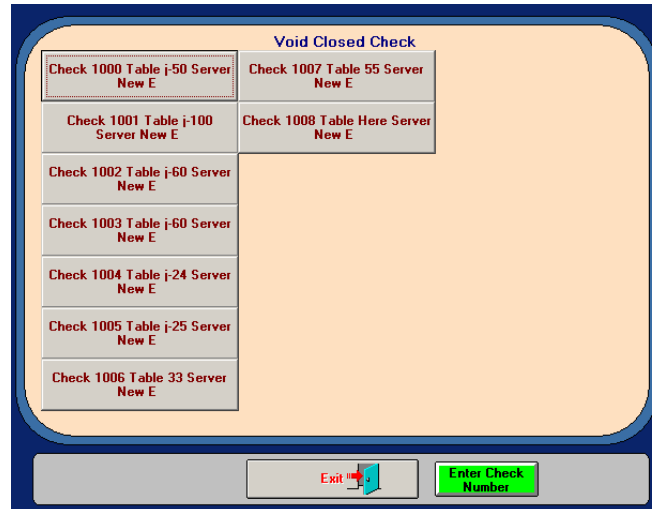 Void Closed Check
Check 1000 Table j-50 Server
New E
Check 1007 Table 55 Server
New E
Check 1001 Table j-100
Server New E
Check 1008 Table Here Server
New E
Check 1002 Table j-60 Server
New E
Check 1003 Table j-60 Server
New E
Check 1004 Table j-24 Server
New E
Check 1005 Table j-25 Server
New E
Check 1006 Table 33 Server
New E
Exit
Enter Check
Number